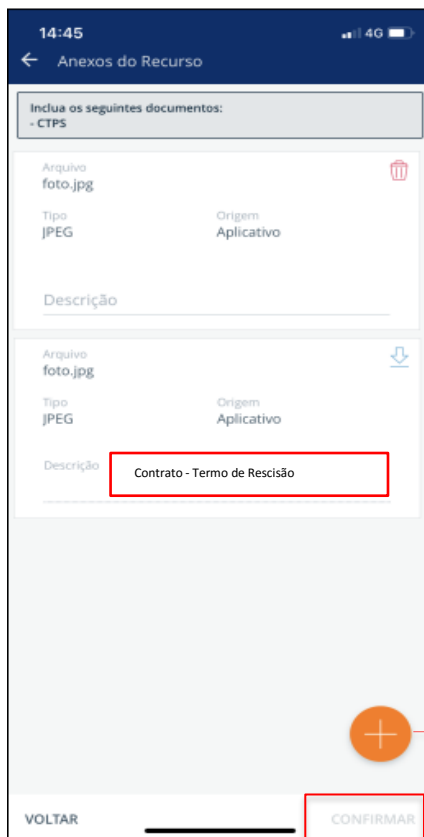 14:45
4G
Anexos do Recurso
Inclua os seguintes documentos:
- CTPS
Arquivo
foto.jpg
Tipo Origem
JPEG Aplicativo
Descrição
Arquivo
foto.jpg
Tipo Origem
JPEG Aplicativo
Descrição Contrato - Termo de Rescisão
VOLTAR CONFIRMAR